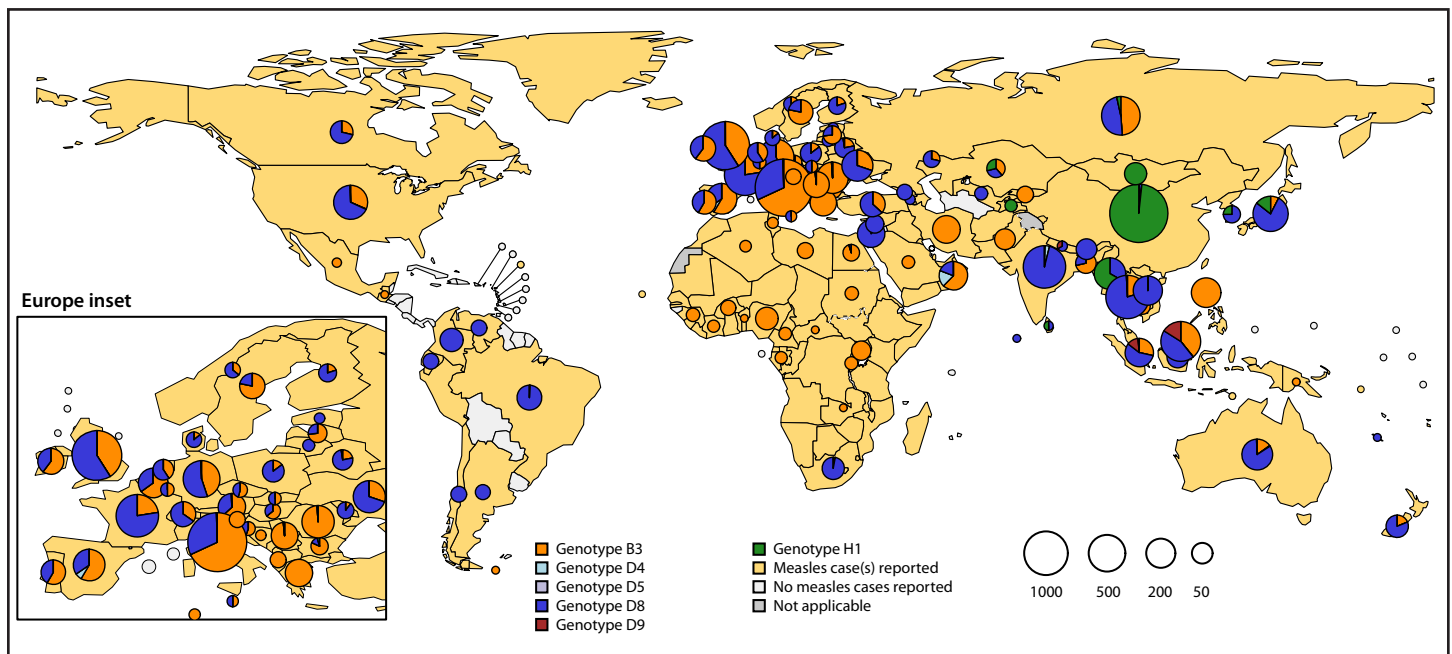 Europe inset
Genotype B3
Genotype D4
Genotype D5
Genotype D8
Genotype D9
Genotype H1
Measles case(s) reported
No measles cases reported
Not applicable
1000 500 200 50